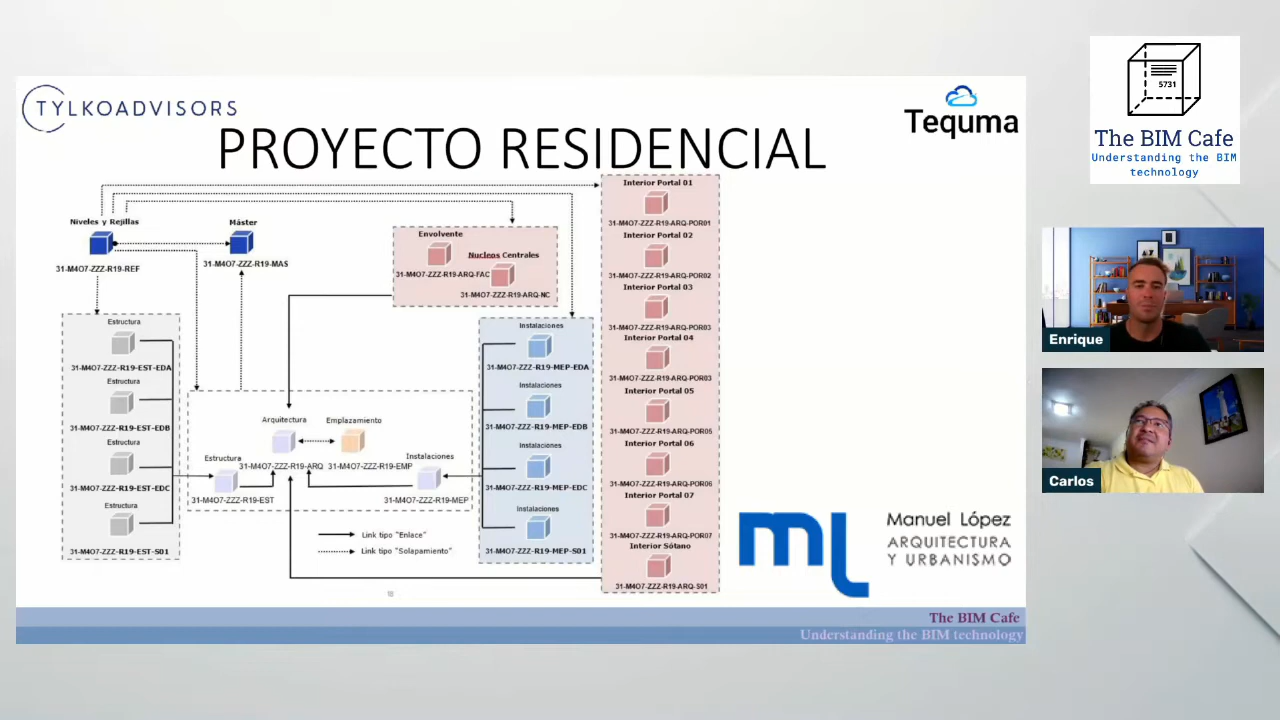 TYLKOADVISORS
Tequma
PROYECTO RESIDENCIAL
Niveles y Rejillas
31-M4O7-ZZZ-R19-REF
Máster
31-M4O7-ZZZ-R19-MAS
Envolvente
31-M4O7-ZZZ-R19-ARQ-FAC
Nucleos Centrales
31-M4O7-ZZZ-R19-ARQ-NC
Estructura
31-M4O7-ZZZ-R19-EST-EDA
Estructura
31-M4O7-ZZZ-R19-EST-EDB
Estructura
31-M4O7-ZZZ-R19-EST-EDC
Estructura
31-M4O7-ZZZ-R19-EST-S01
Arquitectura
31-M4O7-ZZZ-R19-ARQ
Emplazamiento
31-M4O7-ZZZ-R19-EMP
Estructura
31-M4O7-ZZZ-R19-EST
Instalaciones
31-M4O7-ZZZ-R19-MEP
Link tipo "Enlace"
Link tipo "Solapamiento"
Instalaciones
31-M4O7-ZZZ-R19-MEP-EDA
Instalaciones
31-M4O7-ZZZ-R19-MEP-EDB
Instalaciones
31-M4O7-ZZZ-R19-MEP-EDC
Instalaciones
31-M4O7-ZZZ-R19-MEP-S01
Interior Portal 01
31-M4O7-ZZZ-R19-ARQ-POR01
Interior Portal 02
31-M4O7-ZZZ-R19-ARQ-POR02
Interior Portal 03
31-M4O7-ZZZ-R19-ARQ-POR03
Interior Portal 04
31-M4O7-ZZZ-R19-ARQ-POR03
Interior Portal 05
31-M4O7-ZZZ-R19-ARQ-POR05
Interior Portal 06
31-M4O7-ZZZ-R19-ARQ-POR06
Interior Portal 07
31-M4O7-ZZZ-R19-ARQ-POR07
Interior Sótano
31-M4O7-ZZZ-R19-ARQ-S01
18
ml
Manuel López
ARQUITECTURA
Y URBANISMO
The BIM Cafe
Understanding the BIM technology
5731
The BIM Cafe
Understanding the BIM
technology
Enrique
Carlos